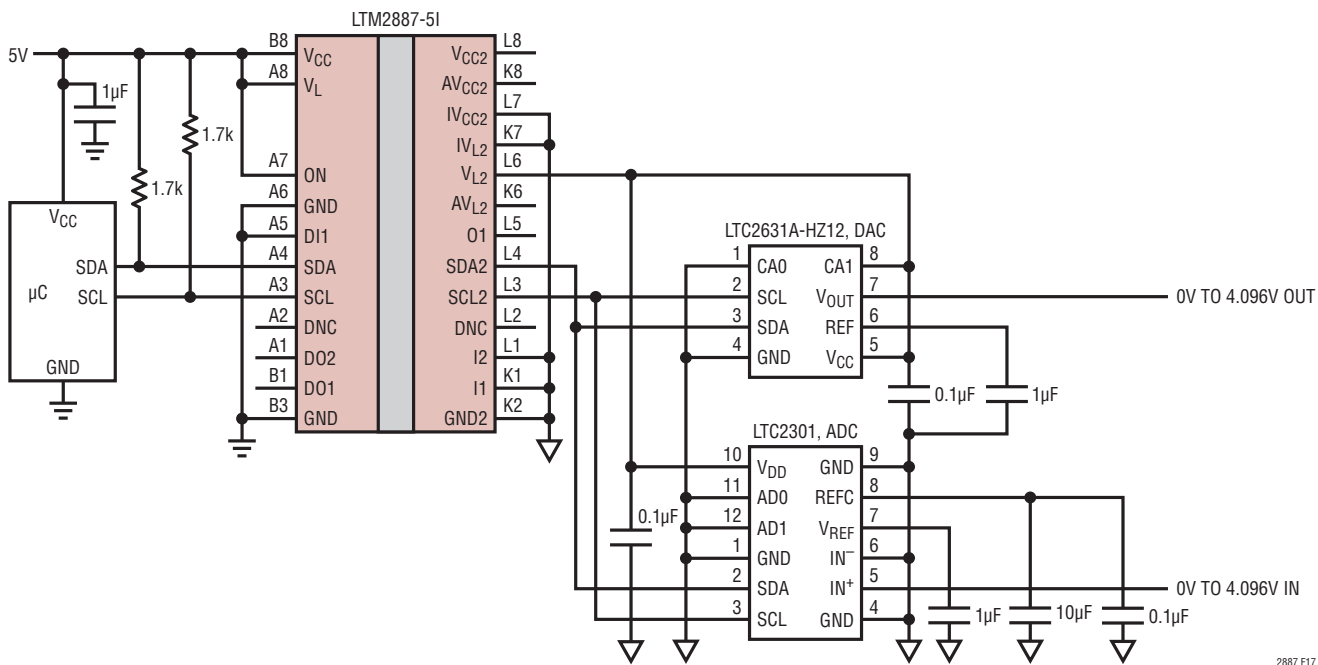 LTM2887-5I
5V
1µF
1.7k
1.7k
B8 VCC
A8 VL
A7 ON
A6 GND
A5 DI1
A4 SDA
A3 SCL
A2 DNC
A1 DO2
B1 DO1
B3 GND
VCC2 L8
AVCC2 K8
IVCC2 L7
IVL2 K7
VL2 L6
AVL2 K6
O1 L5
SDA2 L4
SCL2 L3
DNC L2
I2 L1
I1 K1
GND2 K2
VCC
SDA
µC
SCL
GND
LTC2631A-HZ12, DAC
1 CA0 CA1 8
2 SCL VOUT 7
3 SDA REF 6
4 GND VCC 5
0V TO 4.096V OUT
0.1µF
1µF
LTC2301, ADC
10 VDD GND 9
11 AD0 REFC 8
12 AD1 VREF 7
1 GND IN– 6
2 SDA IN+ 5
3 SCL GND 4
0.1µF
0V TO 4.096V IN
1µF
10µF
0.1µF
2887 F17